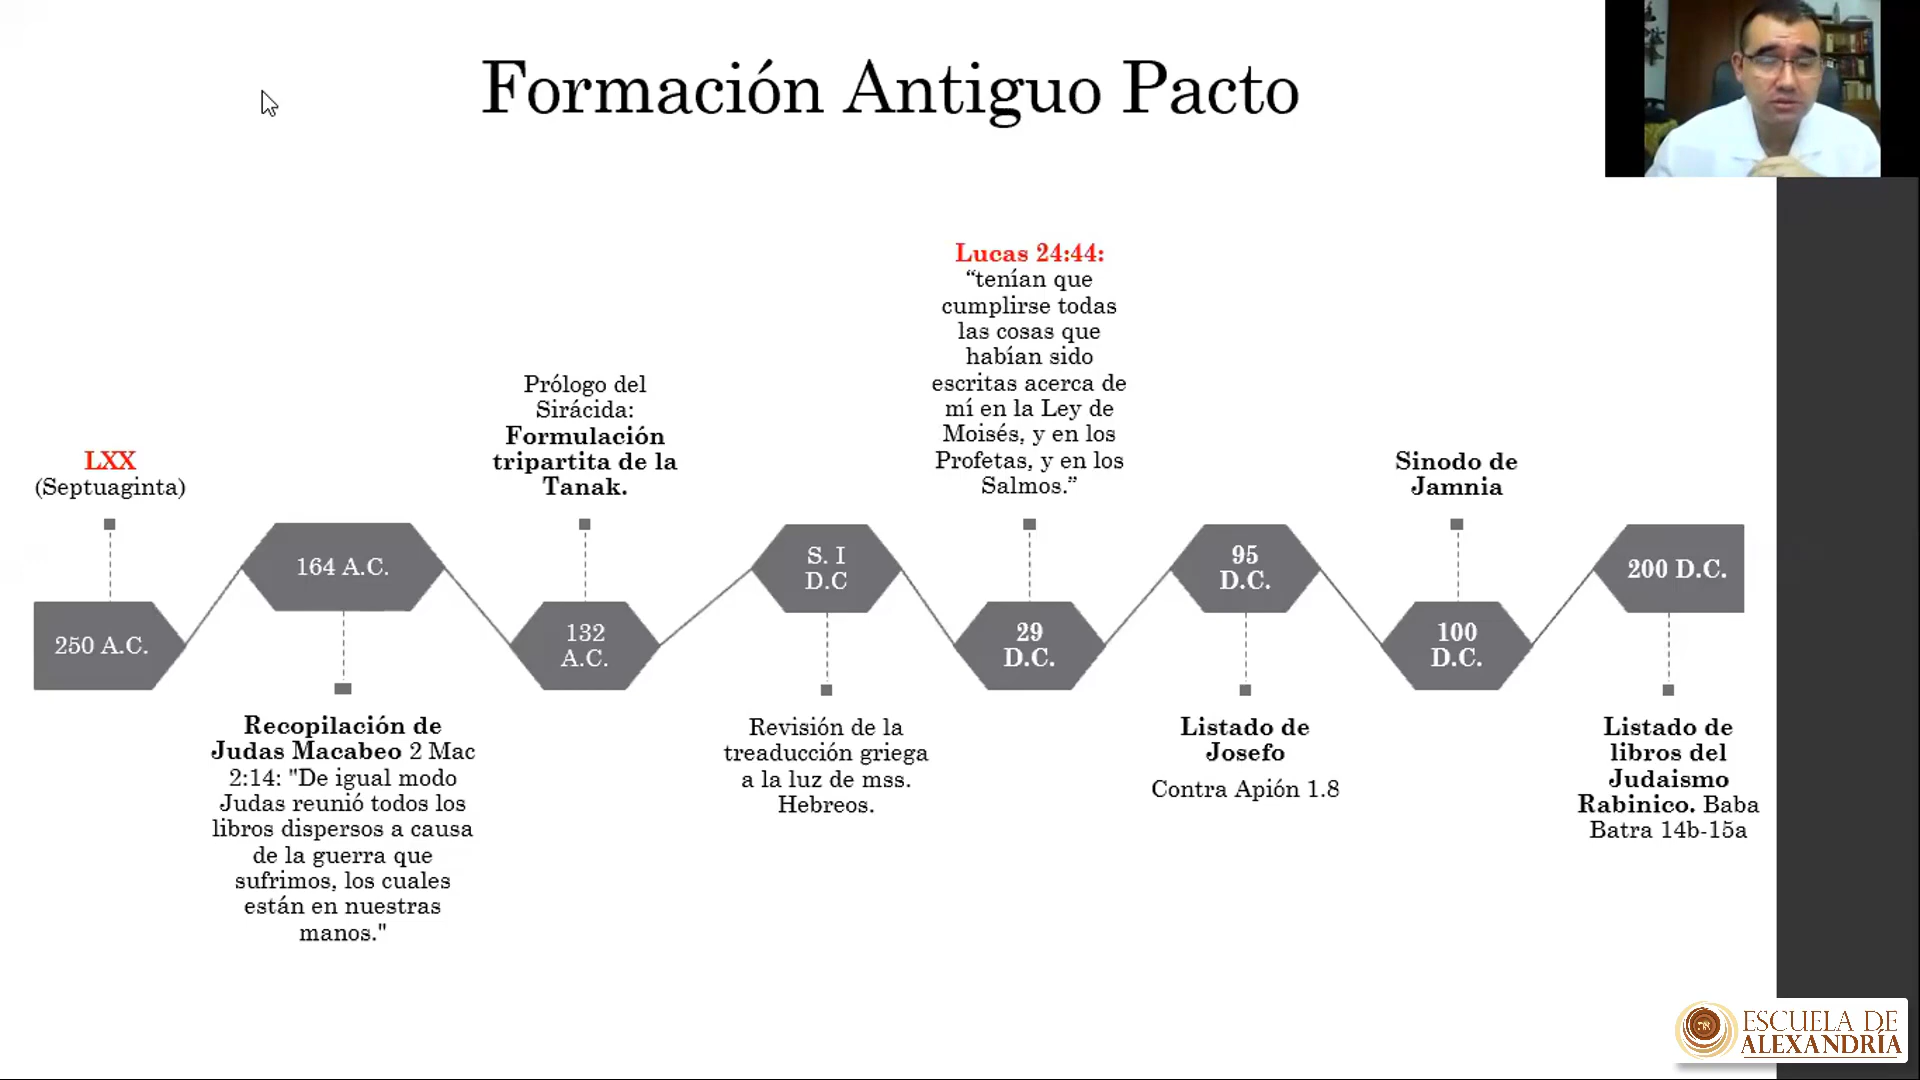 Formación Antiguo Pacto
LXX
(Septuaginta)
250 A.C.
164 A.C.
Recopilación de
Judas Macabeo 2 Mac
2:14: "De igual modo
Judas reunió todos los
libros dispersos a causa
de la guerra que
sufrimos, los cuales
están en nuestras
manos."
Prólogo del
Sirácida:
Formulación
tripartita de la
Tanak.
132
A.C.
S. I
D.C
Revisión de la
treaducción griega
a la luz de mss.
Hebreos.
Lucas 24:44:
“tenían que
cumplirse todas
las cosas que
habían sido
escritas acerca de
mí en la Ley de
Moisés, y en los
Profetas, y en los
Salmos.”
29
D.C.
95
D.C.
Listado de
Josefo
Contra Apión 1.8
Sinodo de
Jamnia
100
D.C.
200 D.C.
Listado de
libros del
Judaismo
Rabinico. Baba
Batra 14b-15a
ESCUELA DE
ALEXANDRÍA